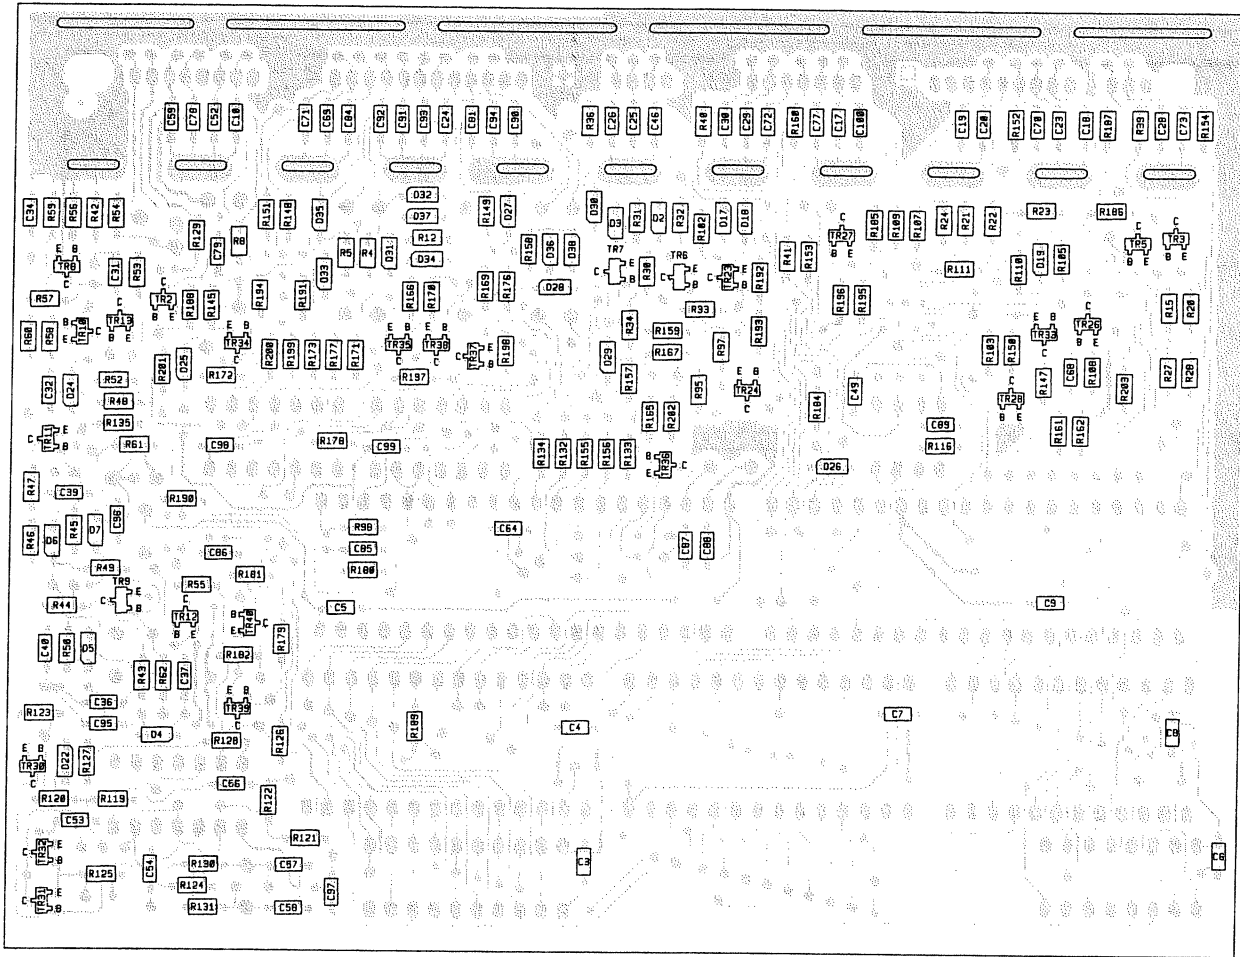 C59 C78 C52 C10 C71 C69 C84 C92 C91 C93 C24 C81 C94 C90 R36 C26 C25 C46 R40 C30 C29 C72 R160 C77 C17 C100 C19 C20 R152 C70 C23 C18 R187 R39 C28 C73 R154
C34 R59 R56 R42 R54 R151 R148 D35 D32 R149 D27 D30 D3 R31 D2 R32 R102 D17 D18 C R185 R109 R107 R24 R21 R22 R23 R186
D37
R129 C79 R8 R5 R4 D31 R12 R158 D36 D38 TR7 TR6 TR27 B E C TR5 B E C TR3 B E
E B TR8 C C31 R53 D33 D34 E C B R30 E C B C TR23 E B R192 R41 R153 R111 R110 D19 R105
R57 C TR2 B E R188 R145 R194 R191 R166 R170 R169 R176 D28 R93 R196 R195 R15 R20
R60 R58 B E TR10 C C TR19 B E E B TR34 C R200 R199 R173 R177 R171 E B TR35 C E B C TR37 E B R198 R34 R159 R193 C TR33 B E C TR26 B E
R201 D25 R172 R197 D29 R167 R97 R103 R150
C32 D24 R52 R157 R95 E B TR24 C R184 C49 C TR28 B E R147 C68 R108 R203 R27 R28
R48
R135 R185 R202 C89
C TR11 E B R61 C98 R178 C99 R134 R132 R155 R156 R133 B E TR36 C D26 R116 R161 R162
R47 C39 R190
R46 D6 R45 D7 C96 R98 C64
C86 C85 C87 C88
R49 R181 R180
TR9 R55
R44 C E B C TR12 B E B E TR40 C C5 C9
C40 R50 D5 R182 R179
R43 R62 C37
C36 E B TR39 C
R123 C95 R189 C7
D4 R128 R126 C4 C8
E B TR30 C D22 R127
C66
R120 R119 R122
C53
R121
C TR32 E B C54 R130 C57 C3 C6
R125
R124 C97
C TR31 E B R131 C58